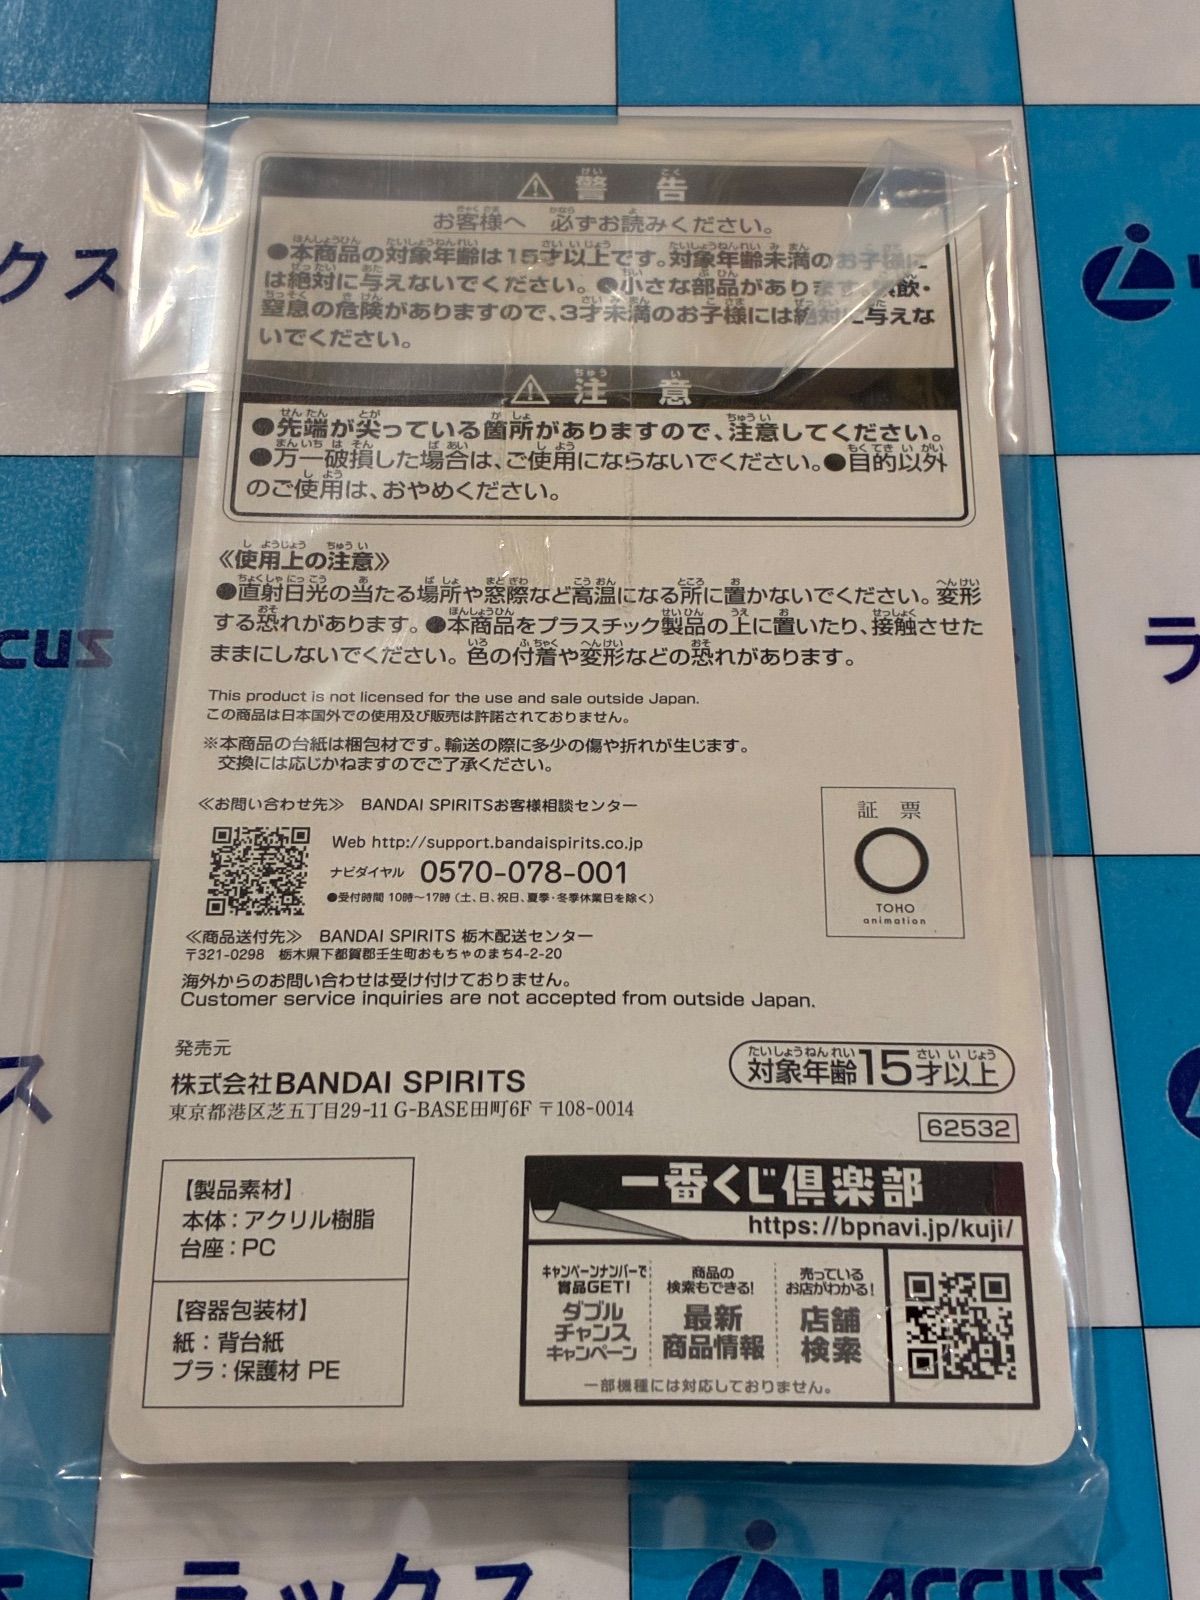 クス
⚠ 警告
お客様へ 必ずお読みください。
●本商品の対象年齢は15才以上です。対象年齢未満のお子様に
は絶対に与えないでください。●小さな部品があります。誤飲・
窒息の危険がありますので、3才未満のお子様には絶対に与えな
いでください。
⚠ 注意
●先端が尖っている箇所がありますので、注意してください。
●万一破損した場合は、ご使用にならないでください。●目的以外
のご使用は、おやめください。
《使用上の注意》
●直射日光の当たる場所や窓際など高温になる所に置かないでください。変形
する恐れがあります。●本商品をプラスチック製品の上に置いたり、接触させた
ままにしないでください。色の付着や変形などの恐れがあります。
This product is not licensed for the use and sale outside Japan.
この商品は日本国外での使用及び販売は許諾されておりません。
※本商品の台紙は梱包材です。輸送の際に多少の傷や折れが生じます。
交換には応じかねますのでご了承ください。
≪お問い合わせ先≫ BANDAI SPIRITSお客様相談センター
Web http://support.bandaispirits.co.jp
ナビダイヤル 0570-078-001
●受付時間 10時〜17時(土、日、祝日、夏季・冬季休業日を除く)
証票
TOHO
animation
≪商品送付先≫ BANDAI SPIRITS 栃木配送センター
〒321-0298 栃木県下都賀郡壬生町おもちゃのまち4-2-20
海外からのお問い合わせは受け付けておりません。
Customer service inquiries are not accepted from outside Japan.
発売元
株式会社BANDAI SPIRITS
東京都港区芝五丁目29-11 G-BASE田町6F 〒108-0014
対象年齢15才以上
62532
【製品素材】
本体:アクリル樹脂
台座:PC
【容器包装材】
紙:背台紙
プラ:保護材 PE
一番くじ倶楽部
https://bpnavi.jp/kuji/
キャンペーンナンバーで
賞品GET!
ダブル
チャンス
キャンペーン
商品の
検索もできる!
最新
商品情報
売っている
お店がわかる!
店舗
検索
一部機種には対応しておりません。
ラックス
LACCUS